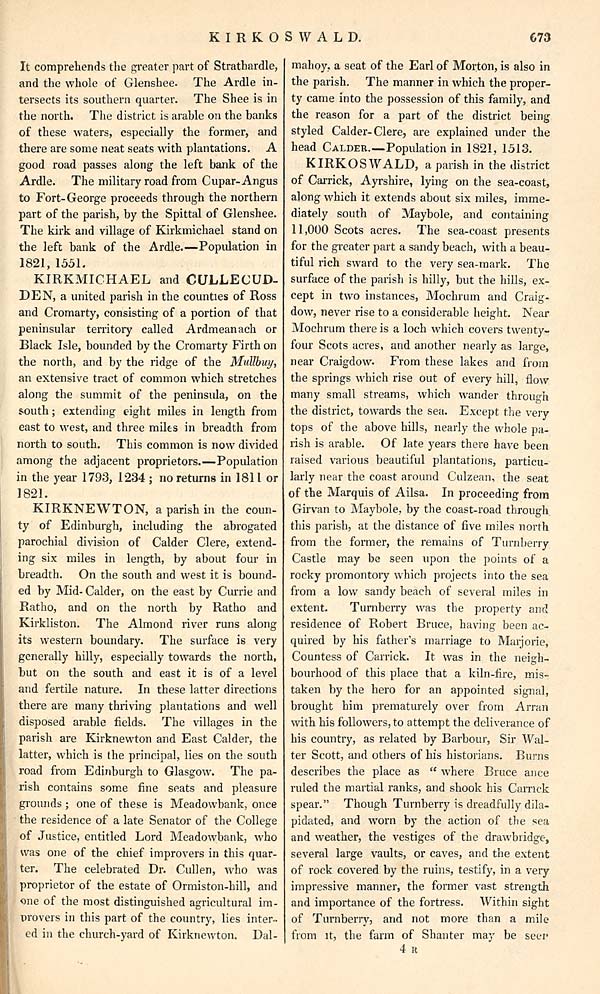 KIRKOSWALD. 673
It comprehends the greater part of Strathardle,
and the whole of Glenshee. The Ardle in-
tersects its southern quarter. The Shee is in
the north. The district is arable on the banks
of these waters, especially the former, and
there are some neat seats with plantations. A
good road passes along the left bank of the
Ardle. The military road from Cupar-Angus
to Fort-George proceeds through the northern
part of the parish, by the Spittal of Glenshee.
The kirk and village of Kirkmichael stand on
the left bank of the Ardle.—Population in
1821, 1551.
KIRKMICHAEL and CULLECUD-
DEN, a united parish in the counties of Ross
and Cromarty, consisting of a portion of that
peninsular territory called Ardmeanach or
Black Isle, bounded by the Cromarty Firth on
the north, and by the ridge of the Mullbuy,
an extensive tract of common which stretches
along the summit of the peninsula, on the
south; extending eight miles in length from
east to west, and three miles in breadth from
north to south. This common is now divided
among the adjacent proprietors.—Population
in the year 1793, 1234; no returns in 1811 or
1821.
KIRKNEWTON, a parish in the coun-
ty of Edinburgh, including the abrogated
parochial division of Calder Clere, extend-
ing six miles in length, by about four in
breadth. On the south and west it is bound-
ed by Mid-Calder, on the east by Currie and
Ratho, and on the north by Ratho and
Kirkliston. The Almond river runs along
its western boundary. The surface is very
generally hilly, especially towards the north,
but on the south and east it is of a level
and fertile nature. In these latter directions
there are many thriving plantations and well
disposed arable fields. The villages in the
parish are Kirknewton and East Calder, the
latter, which is the principal, lies on the south
road from Edinburgh to Glasgow. The pa-
rish contains some fine seats and pleasure
grounds; one of these is Meadowbank, once
the residence of a late Senator of the College
of Justice, entitled Lord Meadowbank, who
was one of the chief improvers in this quar-
ter. The celebrated Dr. Cullen, who was
proprietor of the estate of Ormiston-hill, and
one of the most distinguished agricultural im-
provers in this part of the country, lies inter-
ed in the church-yard of Kirknewton. Dal-
mahoy, a seat of the Earl of Morton, is also in
the parish. The manner in which the proper-
ty came into the possession of this family, and
the reason for a part of the district being
styled Calder-Clere, are explained under the
head CALDER.—Population in 1821, 1513.
KIRKOSWALD, a parish in the district
of Carrick, Ayrshire, lying on the sea-coast,
along which it extends about six miles, imme-
diately south of Maybole, and containing
11,000 Scots acres. The sea-coast presents
for the greater part a sandy beach, with a beau-
tiful rich sward to the very sea-mark. The
surface of the parish is hilly, but the hills, ex-
cept in two instances, Mochrum and Craig-
dow, never rise to a considerable height. Near
Mochrum there is a loch which covers twenty-
four Scots acres, and another nearly as large,
near Craigdow. From these lakes and from
the springs which rise out of every hill, flow
many small streams, which wander through
the district, towards the sea. Except the very
tops of the above hills, nearly the whole pa-
rish is arable. Of late years there have been
raised various beautiful plantations, particu-
larly near the coast around Culzean, the seat
of the Marquis of Ailsa. In proceeding from
Girvan to Maybole, by the coast-road through
this parish, at the distance of five miles north
from the former, the remains of Turnberry
Castle may be seen upon the points of a
rocky promontory which projects into the sea
from a low sandy beach of several miles in
extent. Turnberry was the property and
residence of Robert Bruce, having been ac-
quired by his father's marriage to Marjorie,
Countess of Carrick. It was in the neigh-
bourhood of this place that a kiln-fire, mis-
taken by the hero for an appointed signal,
brought him prematurely over from Arran
with his followers, to attempt the deliverance of
his country, as related by Barbour, Sir Wal-
ter Scott, and others of his historians. Burns
describes the place as " where Bruce ance
ruled the martial ranks, and shook his Carrick
spear." Though Turnberry is dreadfully dila-
pidated, and worn by the action of the sea
and weather, the vestiges of the drawbridge,
several large vaults, or caves, and the extent
of rock covered by the ruins, testify, in a very
impressive manner, the former vast strength
and importance of the fortress. Within sight
of Turnberry, and not more than a mile
from it, the farm of Shanter may be seen
4 R